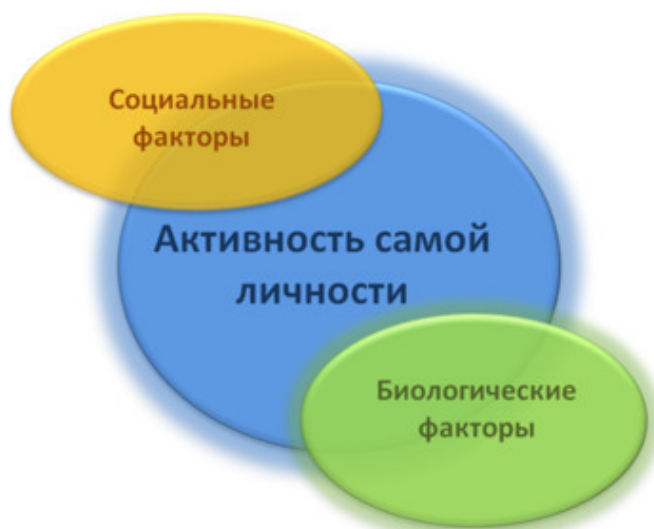 Социальные
факторы
Активность самой
личности
Биологические
факторы